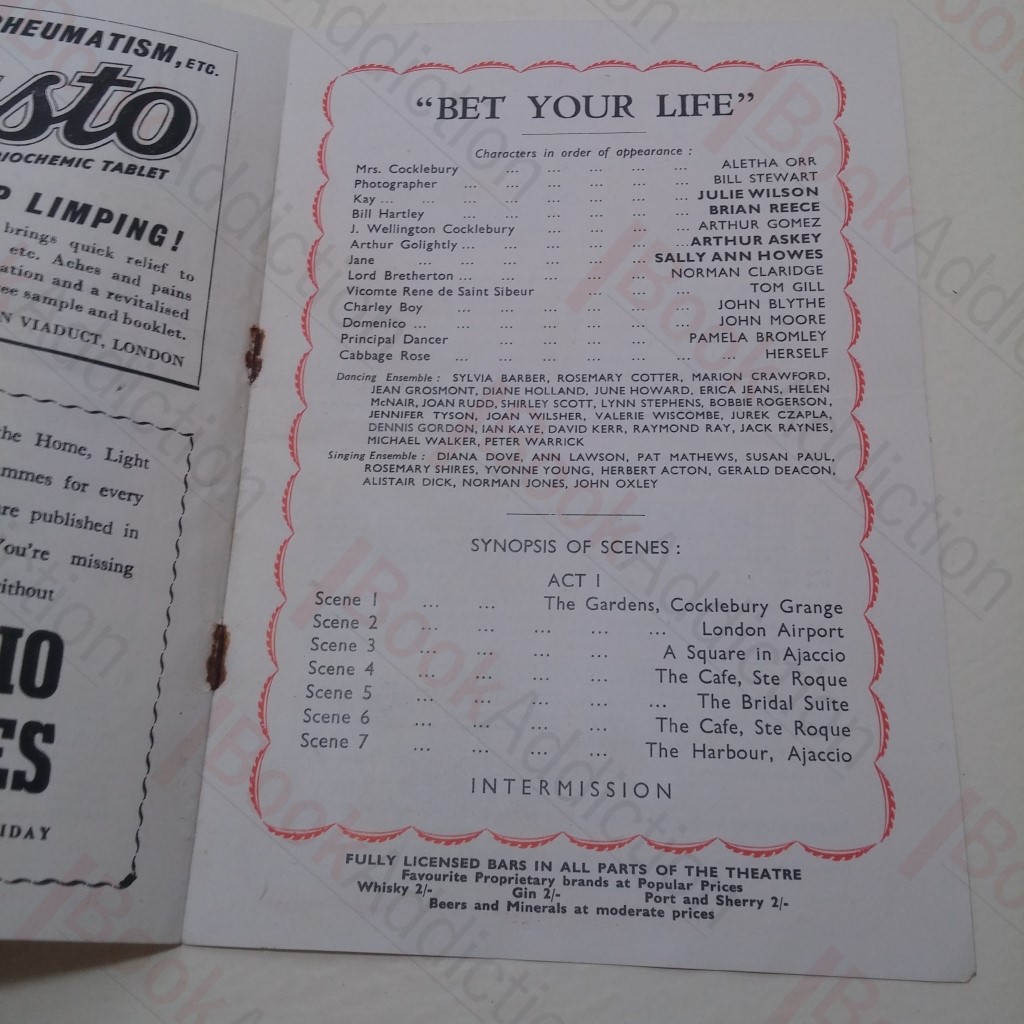 RHEUMATISM, ETC.
sto
BIOCHEMIC TABLET
P LIMPING!
brings quick relief to
etc. Aches and pains
ation and a revitalised
ee sample and booklet.
N VIADUCT, LONDON
the Home, Light
mmes for every
are published in
You're missing
ithout
IO
ES
IDAY
"BET YOUR LIFE"
Characters in order of appearance :
Mrs. Cocklebury ... ... ... ... ... ALETHA ORR
Photographer ... ... ... ... ... ... BILL STEWART
Kay ... ... ... ... ... ... ... JULIE WILSON
Bill Hartley ... ... ... ... ... BRIAN REECE
J. Wellington Cocklebury ... ... ... ... ARTHUR GOMEZ
Arthur Golightly ... ... ... ... ... ...ARTHUR ASKEY
Jane ... ... ... ... ... ... SALLY ANN HOWES
Lord Bretherton ... ... ... ... ... NORMAN CLARIDGE
Vicomte Rene de Saint Sibeur ... ... ... TOM GILL
Charley Boy ... ... ... ... ... ... JOHN BLYTHE
Domenico ... ... ... ... ... ... ... JOHN MOORE
Principal Dancer ... ... ... ... ... PAMELA BROMLEY
Cabbage Rose ... ... ... ... ... ... ... HERSELF
Dancing Ensemble : SYLVIA BARBER, ROSEMARY COTTER, MARION CRAWFORD,
JEAN GROSMONT, DIANE HOLLAND, JUNE HOWARD, ERICA JEANS, HELEN
McNAIR, JOAN RUDD, SHIRLEY SCOTT, LYNN STEPHENS, BOBBIE ROGERSON,
JENNIFER TYSON, JOAN WILSHER, VALERIE WISCOMBE, JUREK CZAPLA,
DENNIS GORDON, IAN KAYE, DAVID KERR, RAYMOND RAY, JACK RAYNES,
MICHAEL WALKER, PETER WARRICK
Singing Ensemble : DIANA DOVE, ANN LAWSON, PAT MATHEWS, SUSAN PAUL,
ROSEMARY SHIRES, YVONNE YOUNG, HERBERT ACTON, GERALD DEACON,
ALISTAIR DICK, NORMAN JONES, JOHN OXLEY
SYNOPSIS OF SCENES :
ACT I
Scene 1 ... ... The Gardens, Cocklebury Grange
Scene 2 ... ... ... ... ... London Airport
Scene 3 ... ... ... ... A Square in Ajaccio
Scene 4 ... ... ... ... The Cafe, Ste Roque
Scene 5 ... ... ... ... ... The Bridal Suite
Scene 6 ... ... ... ... The Cafe, Ste Roque
Scene 7 ... ... ... ... The Harbour, Ajaccio
INTERMISSION
FULLY LICENSED BARS IN ALL PARTS OF THE THEATRE
Favourite Proprietary brands at Popular Prices
Whisky 2/- Gin 2/- Port and Sherry 2/-
Beers and Minerals at moderate prices
BookAddiction